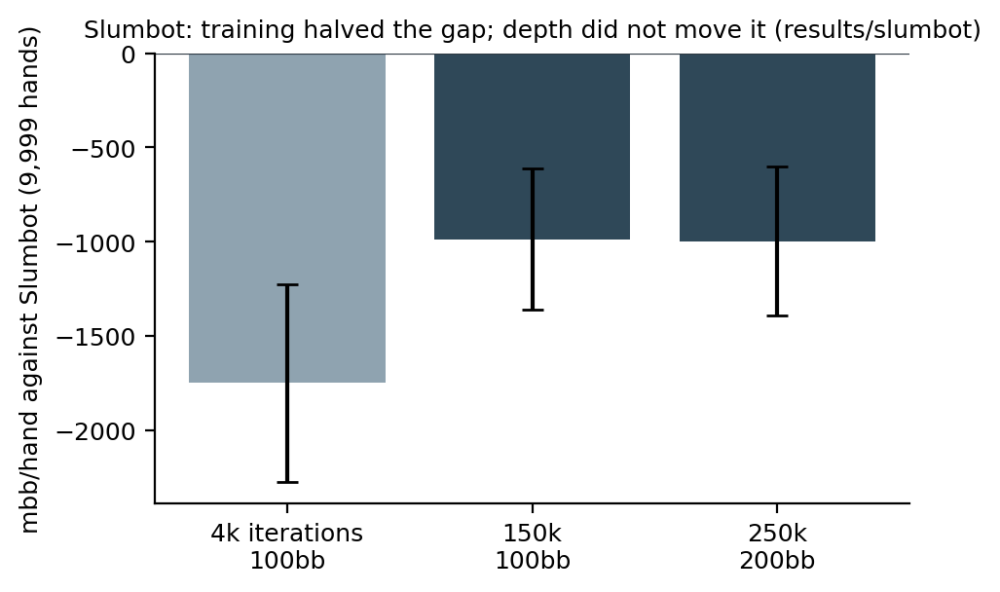 Slumbot: training halved the gap; depth did not move it (results/slumbot)
mbb/hand against Slumbot (9,999 hands)
0
−500
−1000
−1500
−2000
4k iterations
100bb
150k
100bb
250k
200bb